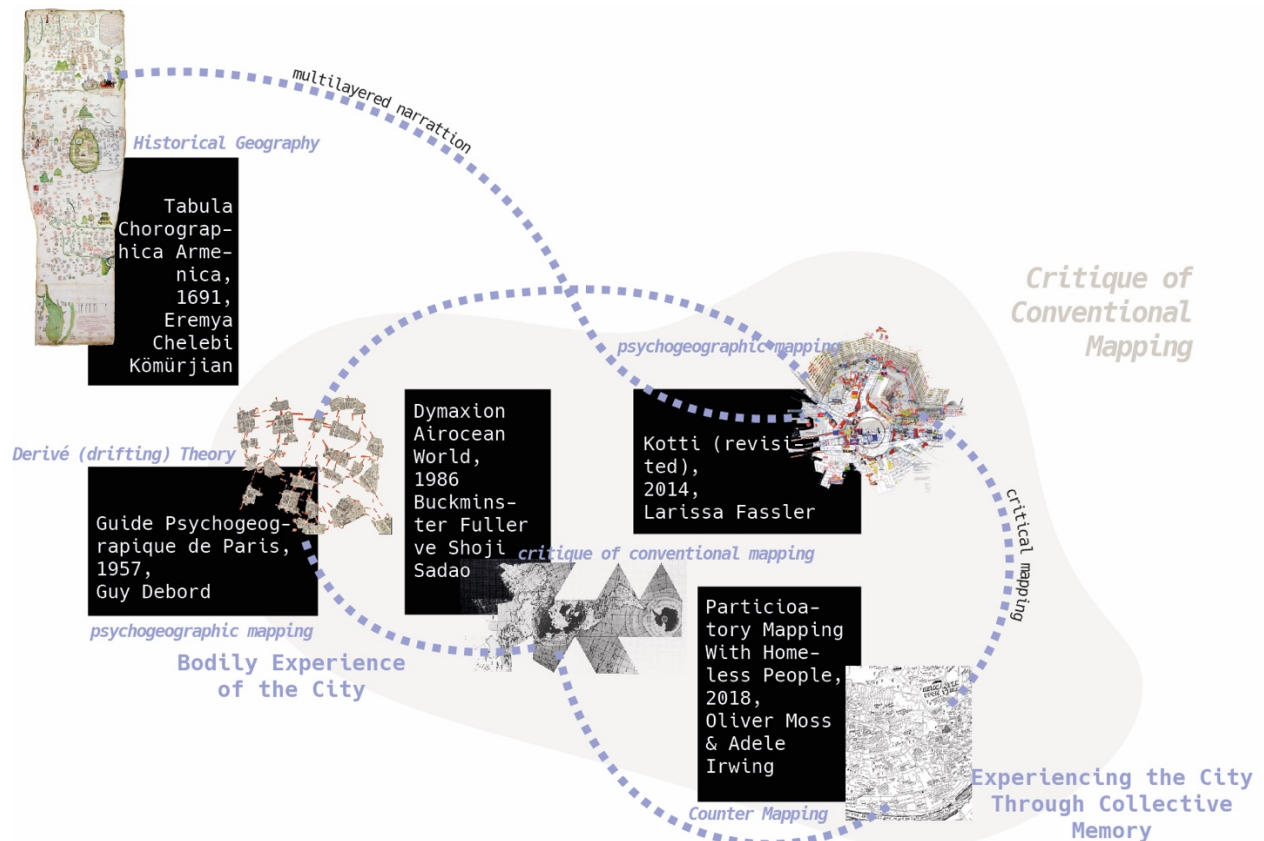 multilayered narrattion
Historical Geography
Tabula
Chorograp-
hica Arme-
nica,
1691,
Eremya
Chelebi
Kömürjian
Critique of
Conventional
Mapping
psychogeographic mapping
Derivé (drifting) Theory
Guide Psychogeog-
rapique de Paris,
1957,
Guy Debord
psychogeographic mapping
Bodily Experience
of the City
Dymaxion
Airocean
World,
1986
Buckmins-
ter Fuller
ve Shoji
Sadao
critique of conventional mapping
Kotti (revisi-
ted),
2014,
Larissa Fassler
critical mapping
Particioa-
tory Mapping
With Home-
less People,
2018,
Oliver Moss
& Adele
Irwing
Counter Mapping
Experiencing the City
Through Collective
Memory